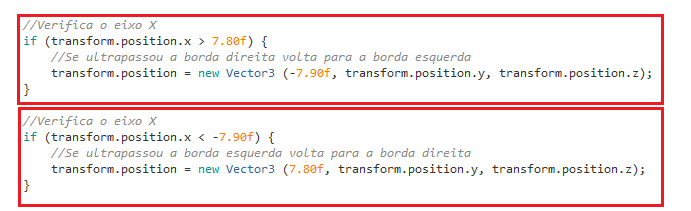 //Verifica o eixo X
if (transform.position.x > 7.80f) {
    //Se ultrapassou a borda direita volta para a borda esquerda
    transform.position = new Vector3 (-7.90f, transform.position.y, transform.position.z);
}
//Verifica o eixo X
if (transform.position.x < -7.90f) {
    //Se ultrapassou a borda esquerda volta para a borda direita
    transform.position = new Vector3 (7.80f, transform.position.y, transform.position.z);
}